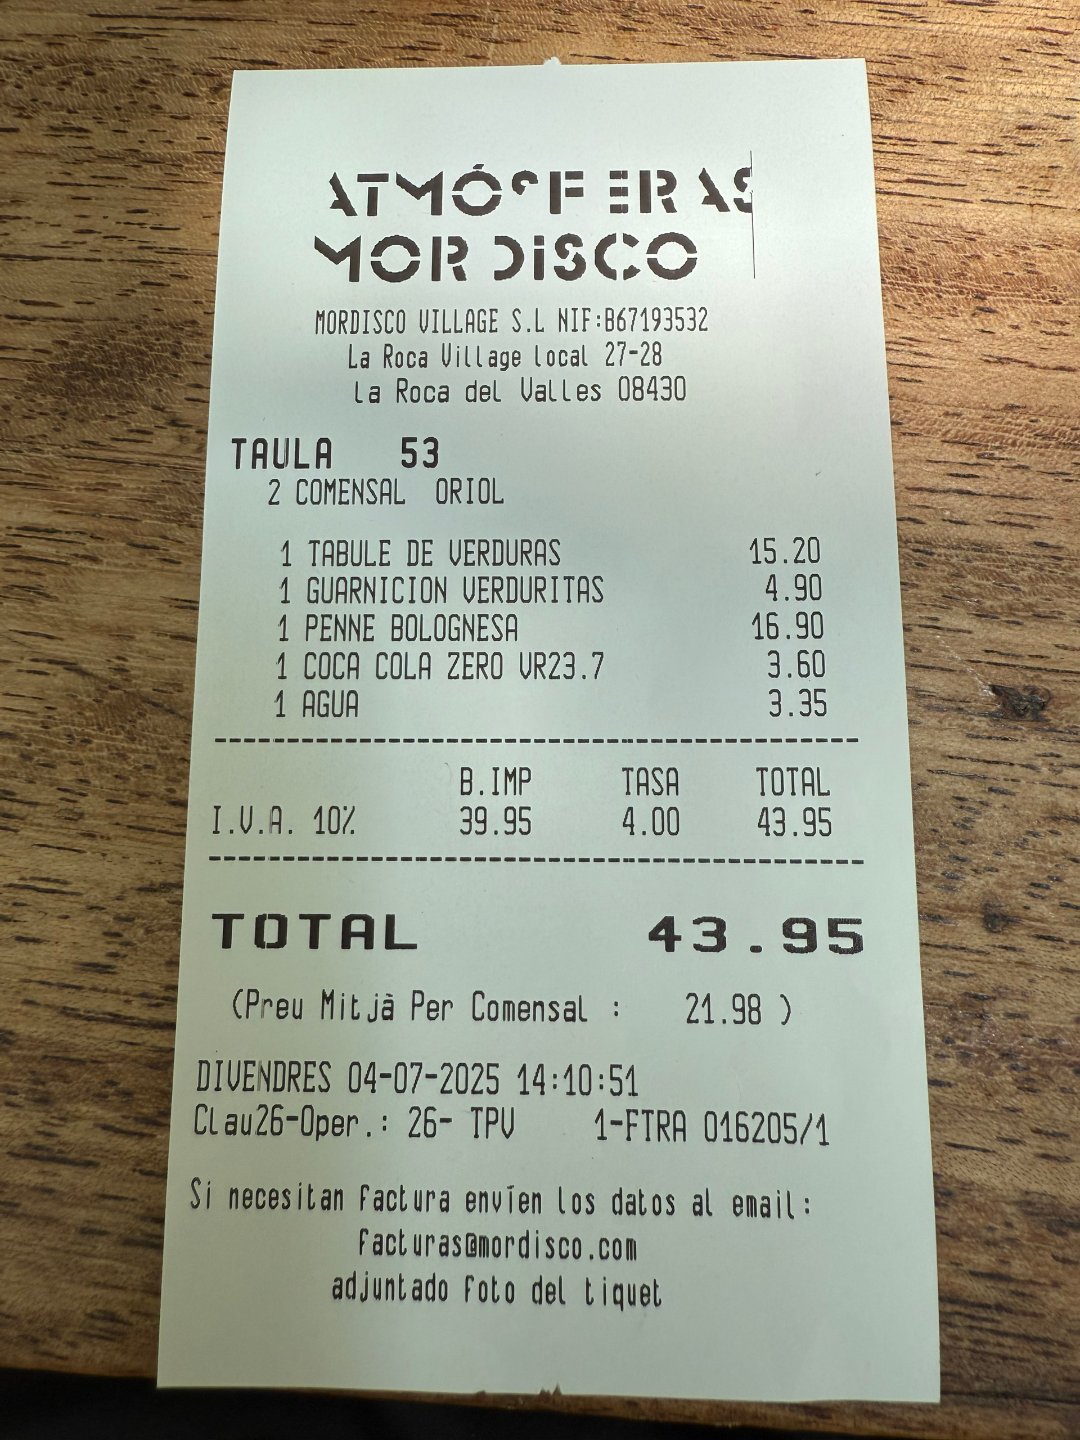 ATMÓSFERAS
MORDISCO
MORDISCO VILLAGE S.L NIF:B67193532
La Roca Village local 27-28
La Roca del Valles 08430
TAULA 53
2 COMENSAL ORIOL
1 TABULE DE VERDURAS 15.20
1 GUARNICION VERDURITAS 4.90
1 PENNE BOLOGNESA 16.90
1 COCA COLA ZERO VR23.7 3.60
1 AGUA 3.35
B.IMP TASA TOTAL
I.V.A. 10% 39.95 4.00 43.95
TOTAL 43.95
(Preu Mitjà Per Comensal : 21.98 )
DIVENDRES 04-07-2025 14:10:51
Clau26-Oper.: 26- TPV 1-FTRA 016205/1
Si necesitan factura envíen los datos al email:
facturas@mordisco.com
adjuntado foto del tiquet